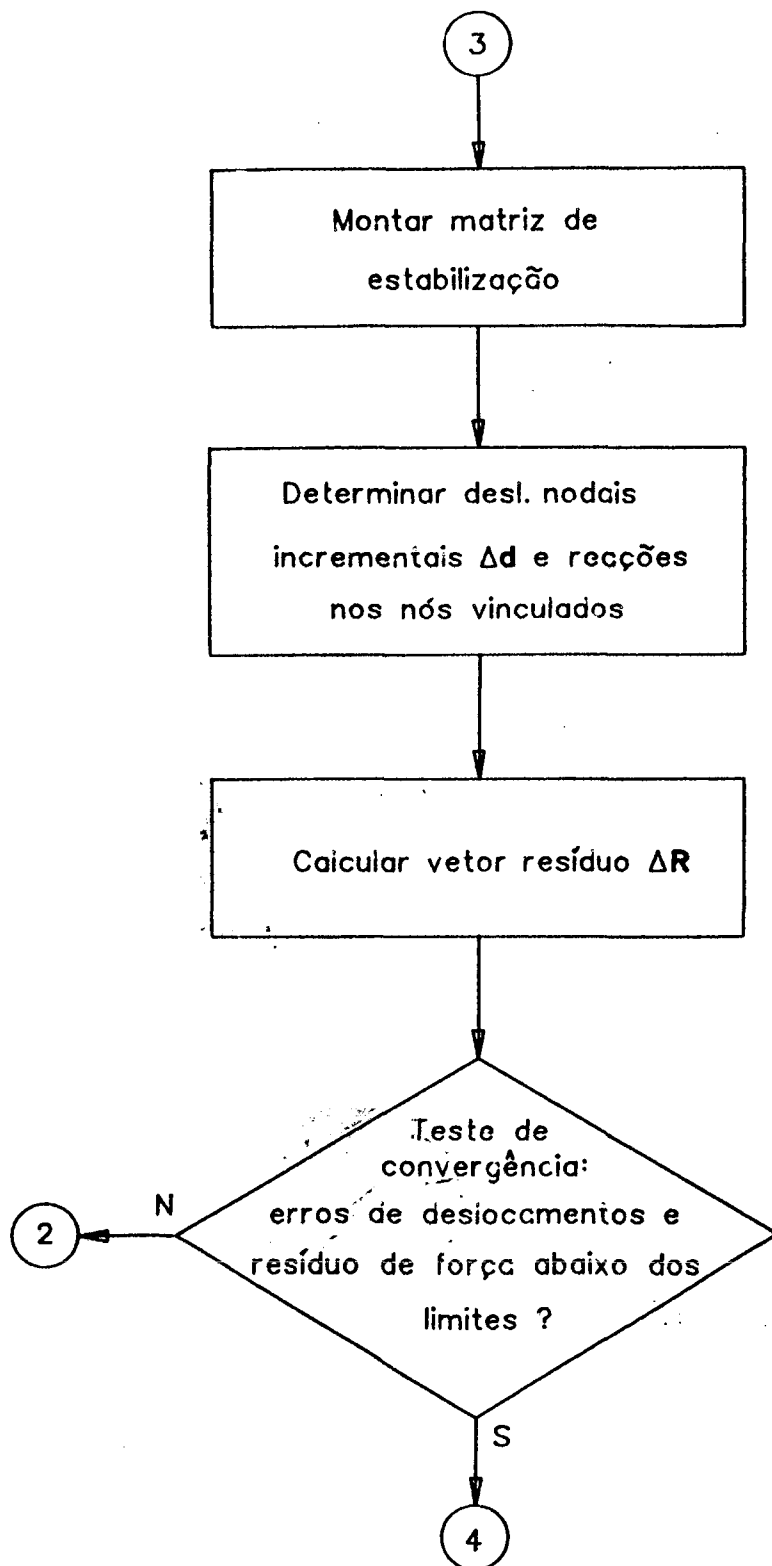 3
Montar matriz de
estabilização
Determinar desl. nodais
incrementais Δd e reações
nos nós vinculados
Calcular vetor resíduo ΔR
Teste de
convergência:
N
2
erros de deslocamentos e
resíduo de força abaixo dos
limites ?
S
4